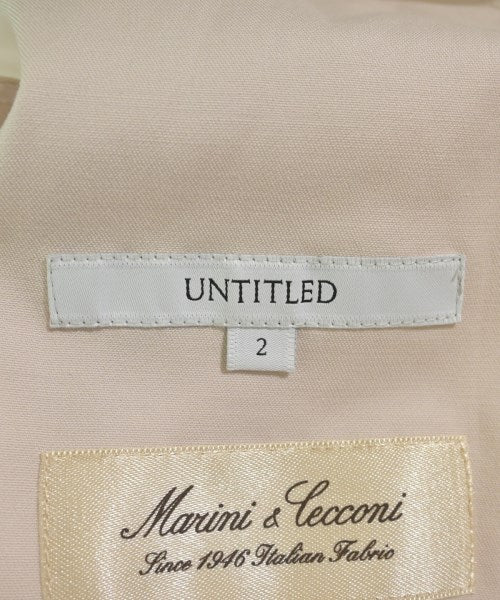 UNTITLED
2
Marini & Cecconi
Since 1946 Italian Fabric